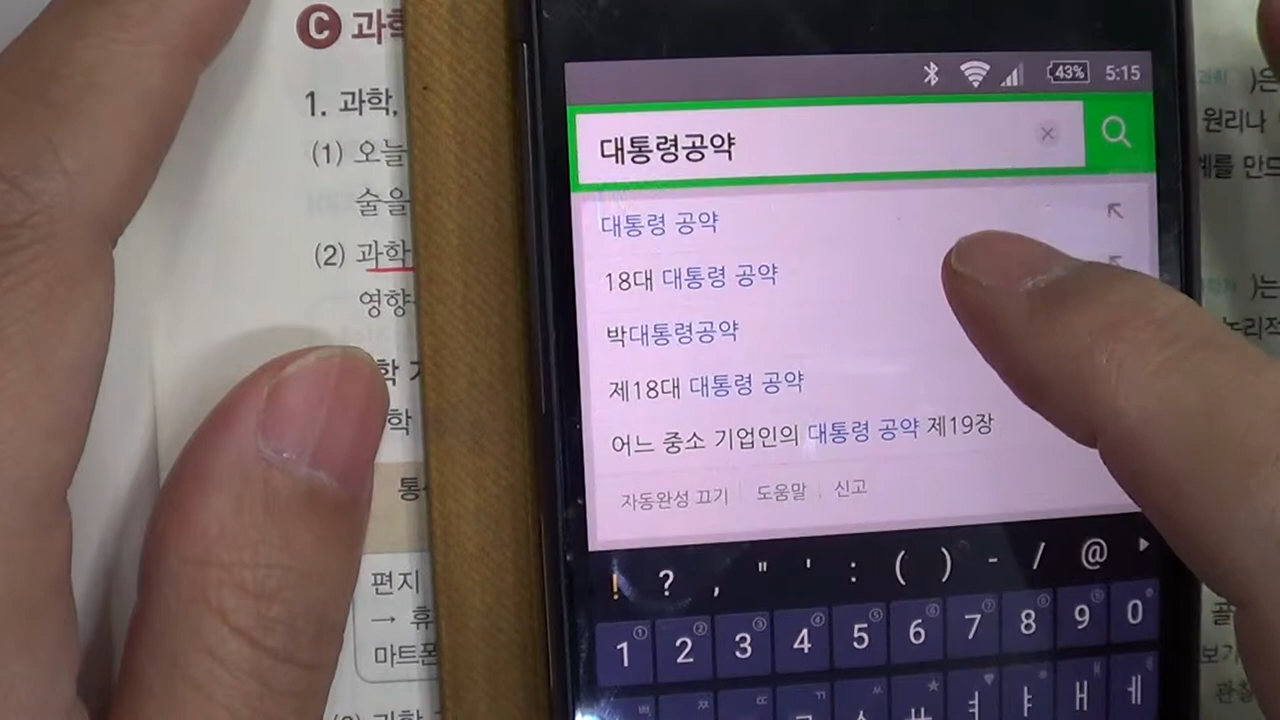 C 과학
1. 과학,
(1) 오늘
술을
(2) 과학
영향
학
학
편지
→ 휴
마트폰
43% 5:15
대통령공약
대통령 공약
18대 대통령 공약
박대통령공약
제18대 대통령 공약
어느 중소 기업인의 대통령 공약 제19장
자동완성 끄기 도움말 신고
! ? , " ' : ( ) - / @
1 2 3 4 5 6 7 8 9 0
ㅕ ㅑ ㅐ ㅔ
)은
원리나
계를 만드
)는
논리적